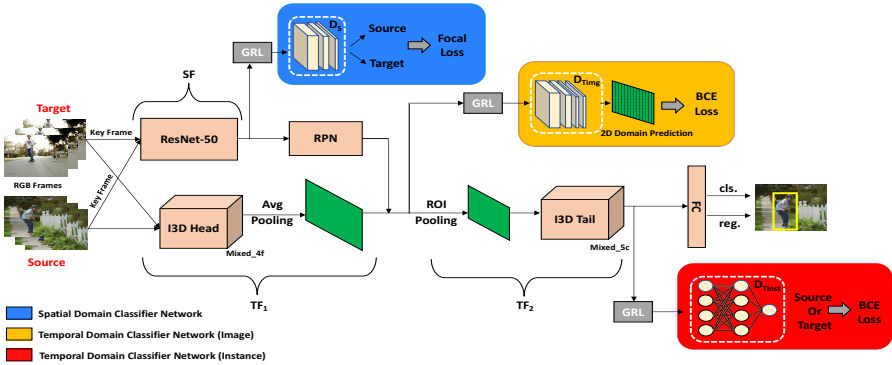 D_S
Source
Target
Focal
Loss
GRL
SF
Target
Key Frame
ResNet-50
RPN
RGB Frames
Key Frame
Source
I3D Head
Mixed_4f
Avg
Pooling
TF1
GRL
D_Timg
2D Domain Prediction
BCE
Loss
ROI
Pooling
I3D Tail
Mixed_5c
TF2
FC
cls.
reg.
GRL
D_TInst
Source
Or
Target
BCE
Loss
Spatial Domain Classifier Network
Temporal Domain Classifier Network (Image)
Temporal Domain Classifier Network (Instance)